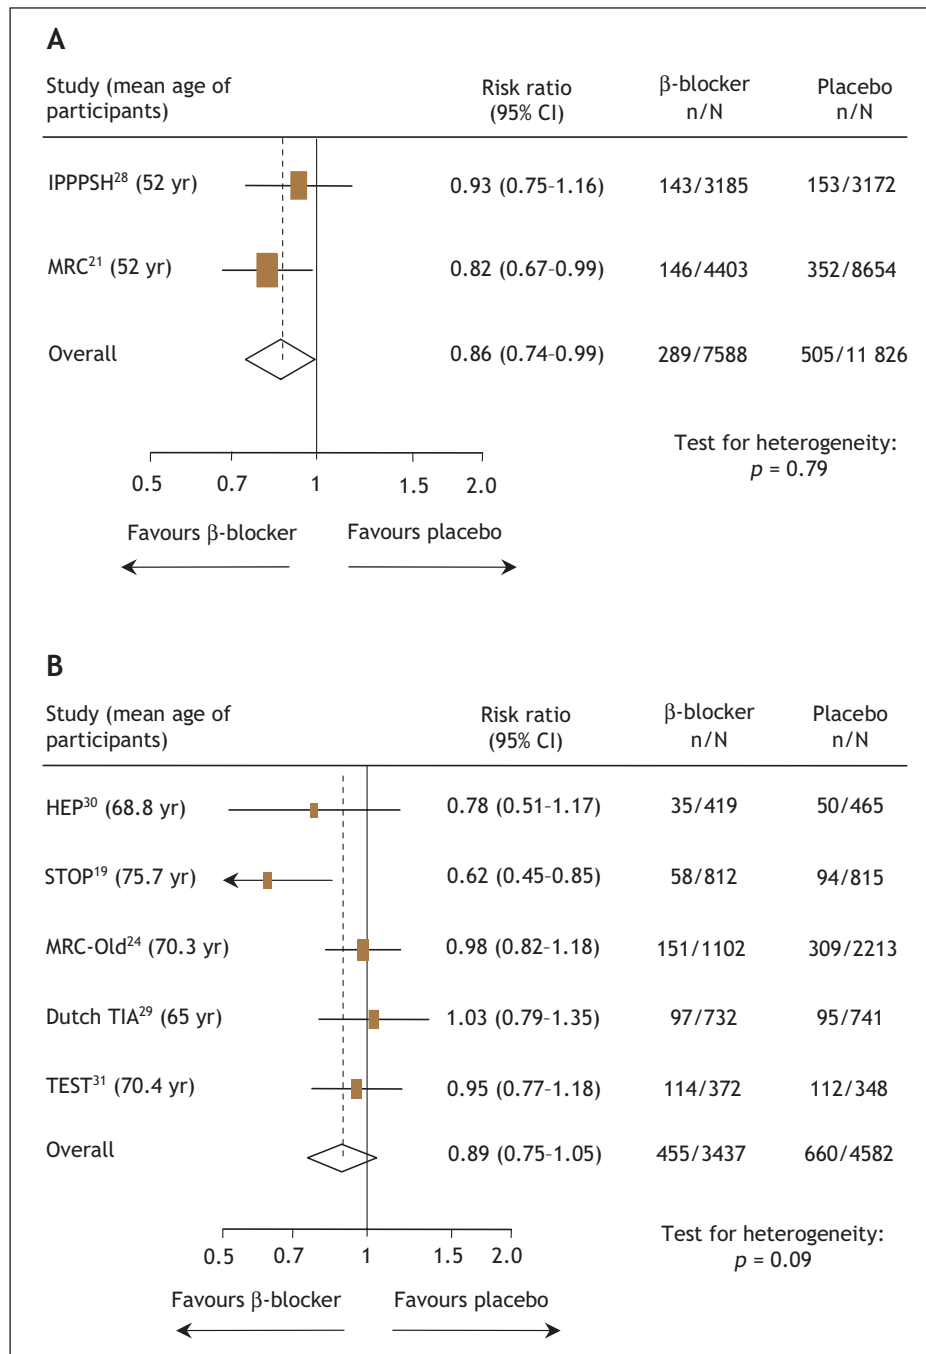 A
Study (mean age of participants) Risk ratio (95% CI) β-blocker n/N Placebo n/N
IPPPSH28 (52 yr) 0.93 (0.75–1.16) 143/3185 153/3172
MRC21 (52 yr) 0.82 (0.67–0.99) 146/4403 352/8654
Overall 0.86 (0.74–0.99) 289/7588 505/11 826
Test for heterogeneity:
p = 0.79
0.5 0.7 1 1.5 2.0
Favours β-blocker Favours placebo
B
Study (mean age of participants) Risk ratio (95% CI) β-blocker n/N Placebo n/N
HEP30 (68.8 yr) 0.78 (0.51–1.17) 35/419 50/465
STOP19 (75.7 yr) 0.62 (0.45–0.85) 58/812 94/815
MRC-Old24 (70.3 yr) 0.98 (0.82–1.18) 151/1102 309/2213
Dutch TIA29 (65 yr) 1.03 (0.79–1.35) 97/732 95/741
TEST31 (70.4 yr) 0.95 (0.77–1.18) 114/372 112/348
Overall 0.89 (0.75–1.05) 455/3437 660/4582
Test for heterogeneity:
p = 0.09
0.5 0.7 1 1.5 2.0
Favours β-blocker Favours placebo